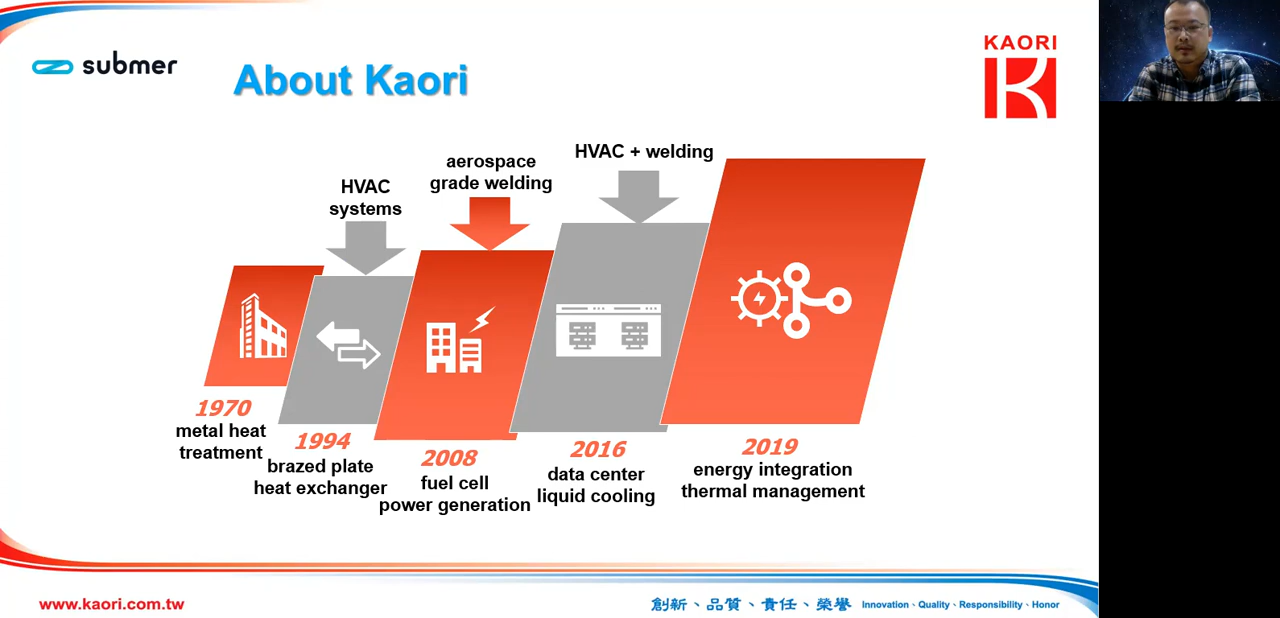 submer
About Kaori
KAORI
HVAC
systems
aerospace
grade welding
HVAC + welding
1970
metal heat
treatment
1994
brazed plate
heat exchanger
2008
fuel cell
power generation
2016
data center
liquid cooling
2019
energy integration
thermal management
www.kaori.com.tw
創新、品質、責任、榮譽 Innovation、Quality、Responsibility、Honor